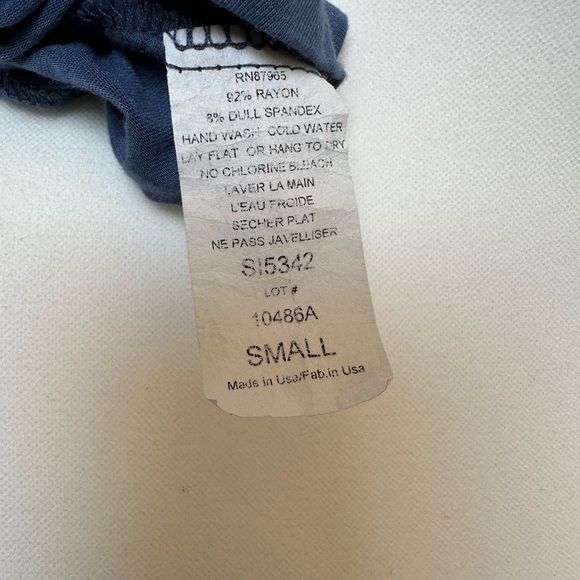 RN67965
92% RAYON
8% DULL SPANDEX
HAND WASH COLD WATER
LAY FLAT OR HANG TO DRY
NO CHLORINE BLEACH
LAVER LA MAIN
L'EAU FROIDE
SECHER PLAT
NE PASS JAVELLISER
SI5342
LOT #
10486A
SMALL
Made in Usa/Fab.in Usa